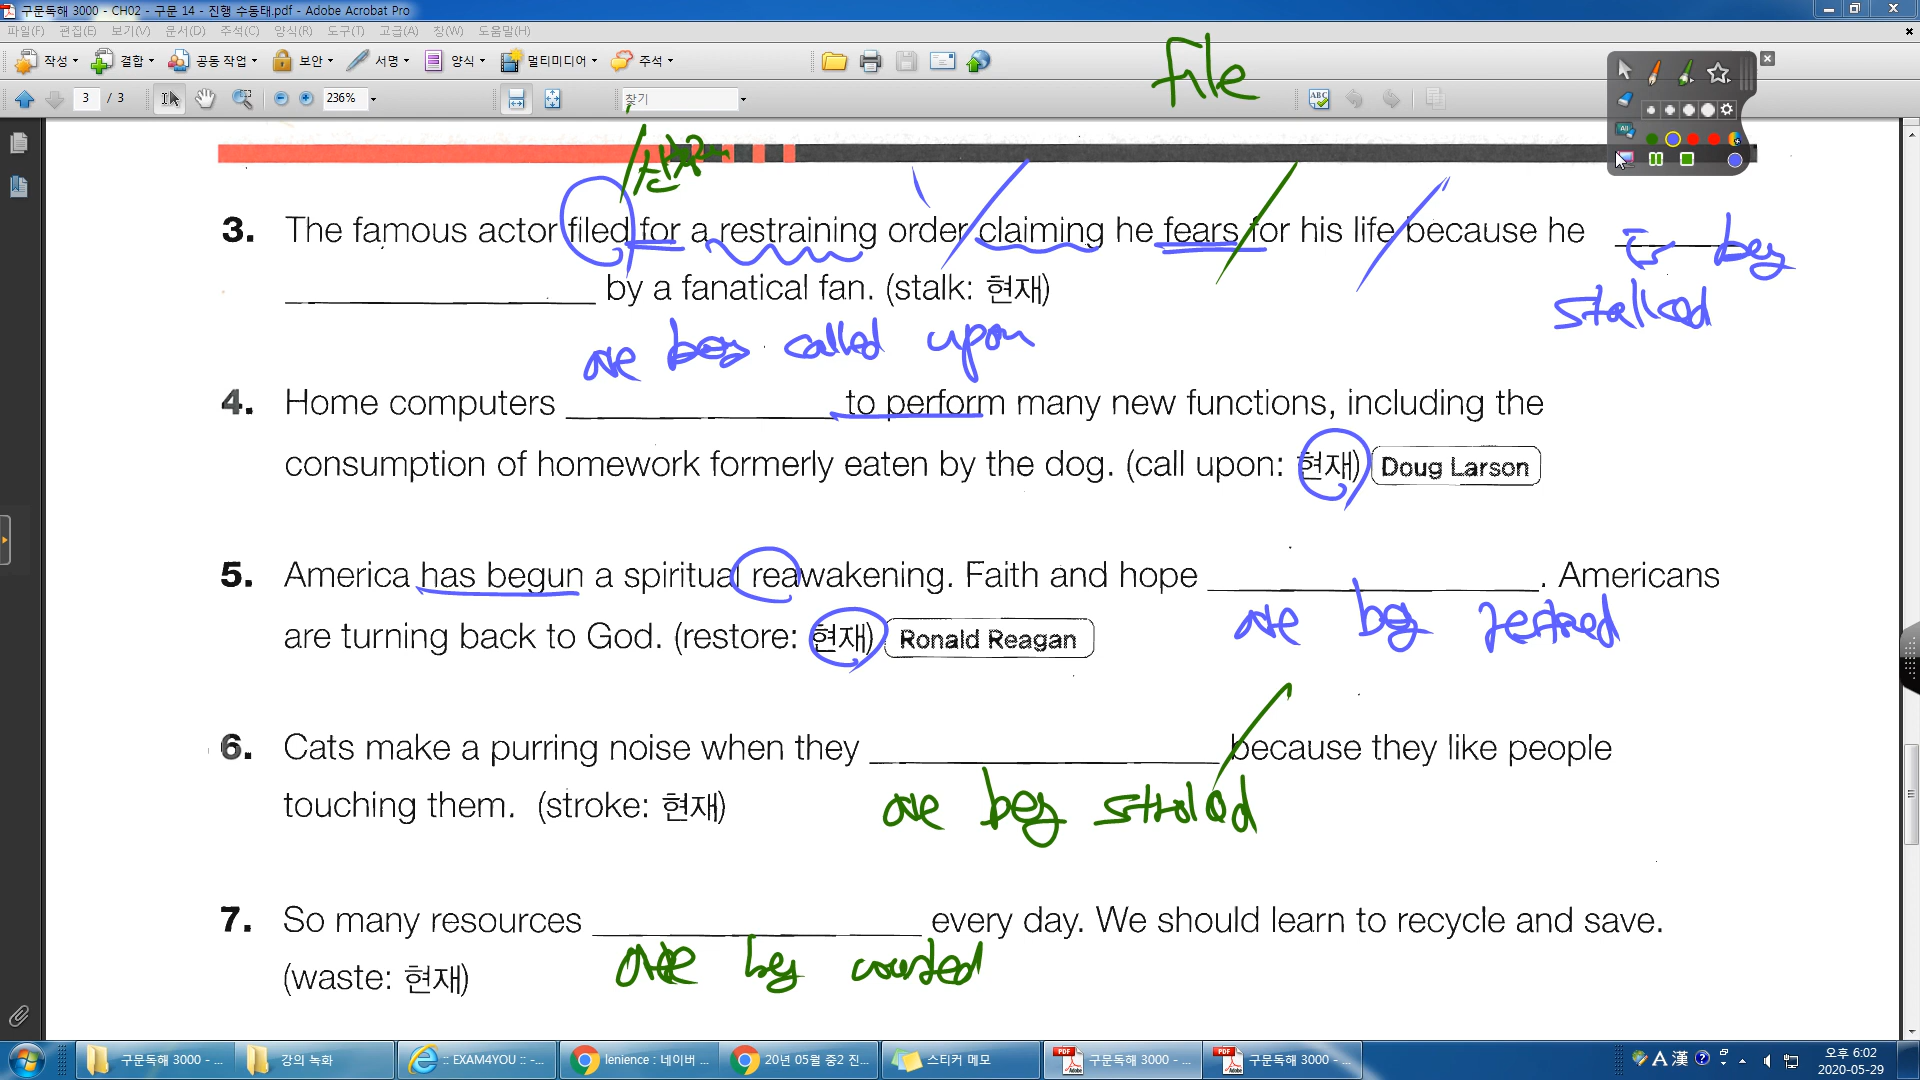 구문독해 3000 - CH02 - 구문 14 - 진행 수동태.pdf - Adobe Acrobat Pro
파일(F) 편집(E) 보기(V) 문서(D) 주석(C) 양식(R) 도구(T) 고급(A) 창(W) 도움말(H)
작성 결합 공동 작업 보안 서명 양식 멀티미디어 주석
3 / 3 236% 찾기
file
3. The famous actor filed for a restraining order claiming he fears for his life because he
is being
by a fanatical fan. (stalk: 현재)
stalked
are being called upon
4. Home computers to perform many new functions, including the
consumption of homework formerly eaten by the dog. (call upon: 현재) Doug Larson
5. America has begun a spiritual reawakening. Faith and hope . Americans
are being restored
are turning back to God. (restore: 현재) Ronald Reagan
6. Cats make a purring noise when they because they like people
are being stroked
touching them. (stroke: 현재)
7. So many resources every day. We should learn to recycle and save.
are being wasted
(waste: 현재)
구문독해 3000 - ... 강의 녹화 :: EXAM4YOU :: -... lenience : 네이버 ... 20년 05월 중2 진... 스티커 메모 구문독해 3000 - ... 구문독해 3000 - ... A 漢 오후 6:02
2020-05-29